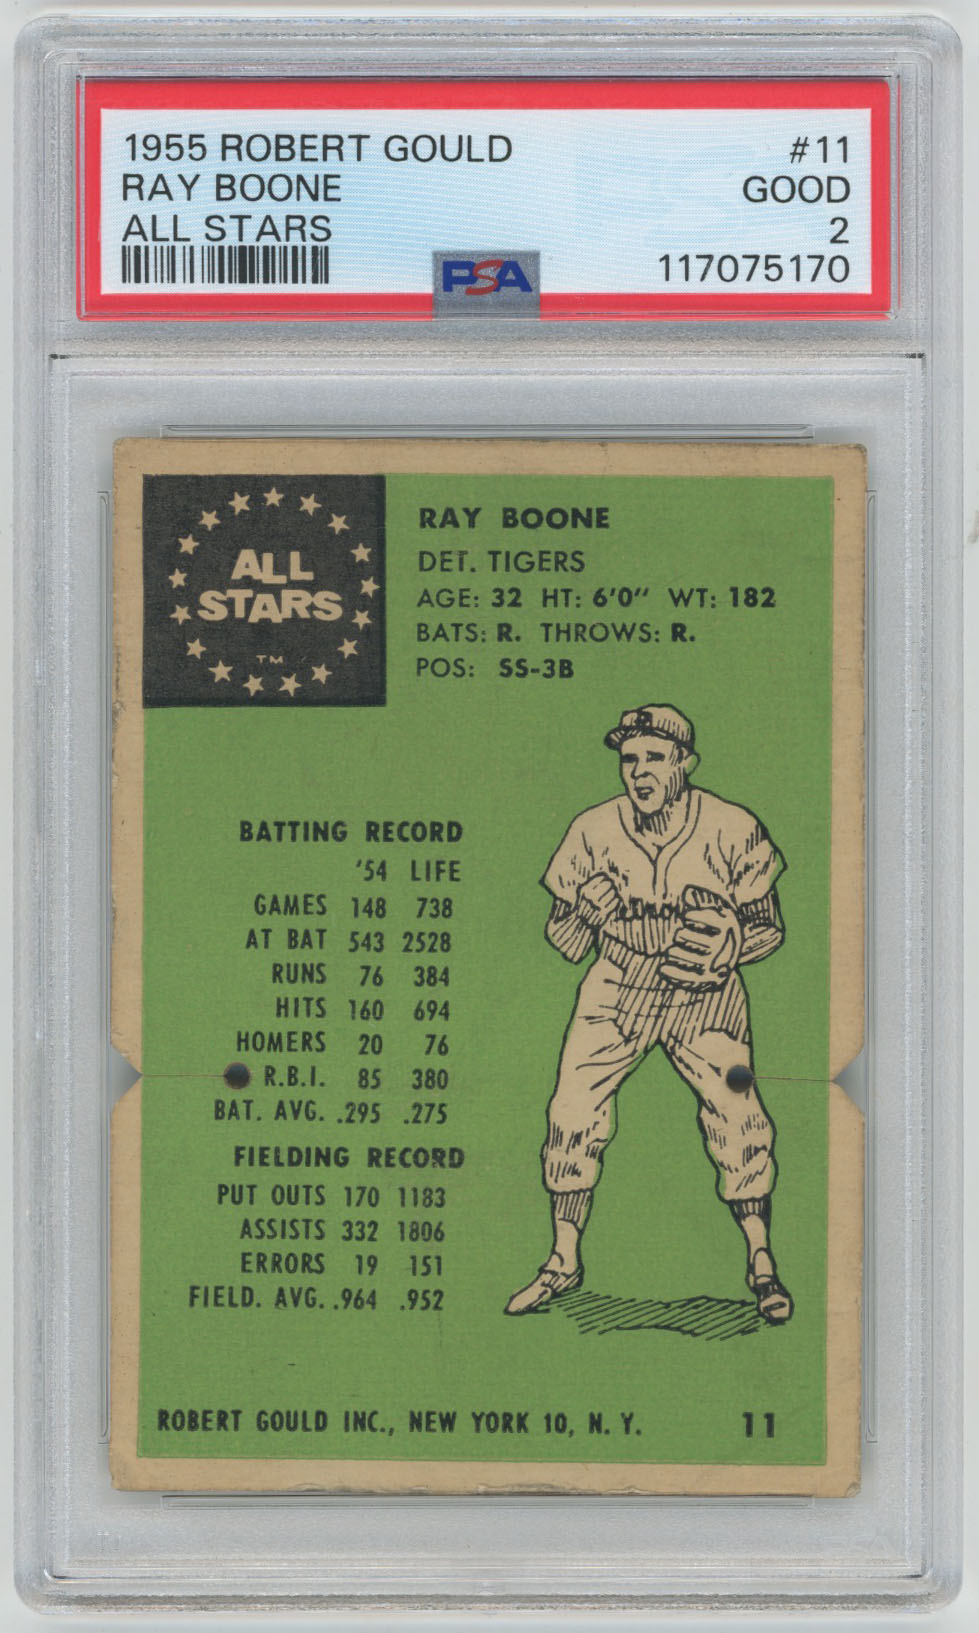 1955 ROBERT GOULD #11
RAY BOONE GOOD
ALL STARS 2
PSA 117075170
ALL
STARS
TM
RAY BOONE
DET. TIGERS
AGE: 32 HT: 6'0" WT: 182
BATS: R. THROWS: R.
POS: SS-3B
BATTING RECORD
'54 LIFE
GAMES 148 738
AT BAT 543 2528
RUNS 76 384
HITS 160 694
HOMERS 20 76
R.B.I. 85 380
BAT. AVG. .295 .275
FIELDING RECORD
PUT OUTS 170 1183
ASSISTS 332 1806
ERRORS 19 151
FIELD. AVG. .964 .952
ROBERT GOULD INC., NEW YORK 10, N. Y. 11